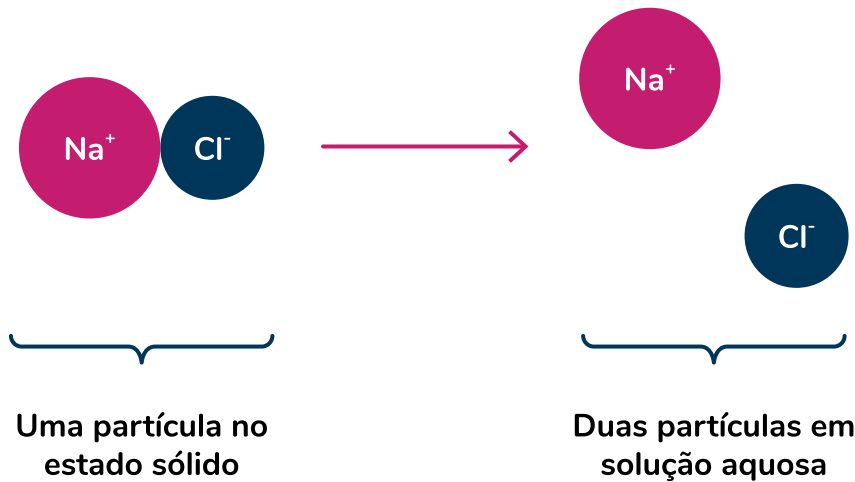 Na⁺
Cl⁻
Na⁺
Cl⁻
Uma partícula no
estado sólido
Duas partículas em
solução aquosa